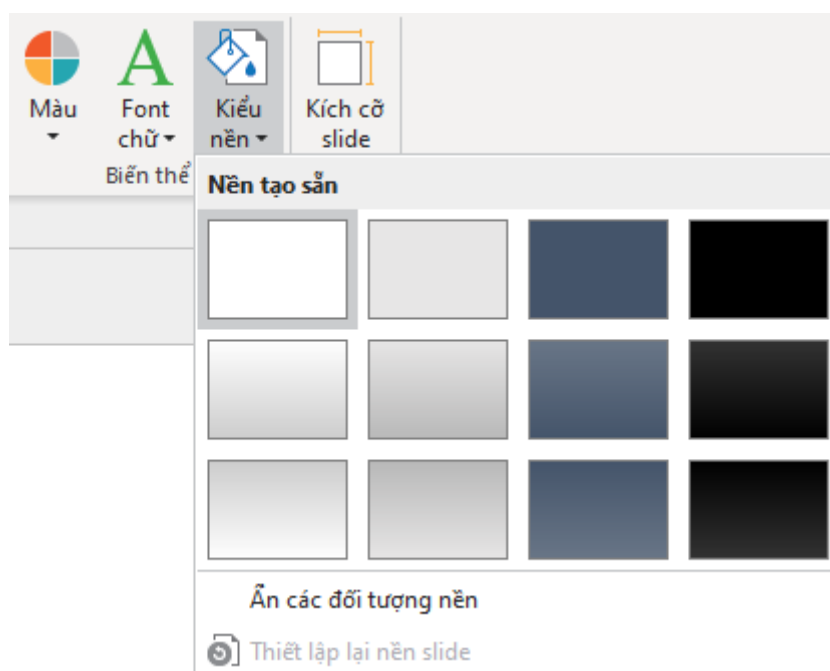 Màu
Font
chữ
Kiểu
nền
Kích cỡ
slide
Biến thể
Nền tạo sẵn
Ẩn các đối tượng nền
Thiết lập lại nền slide